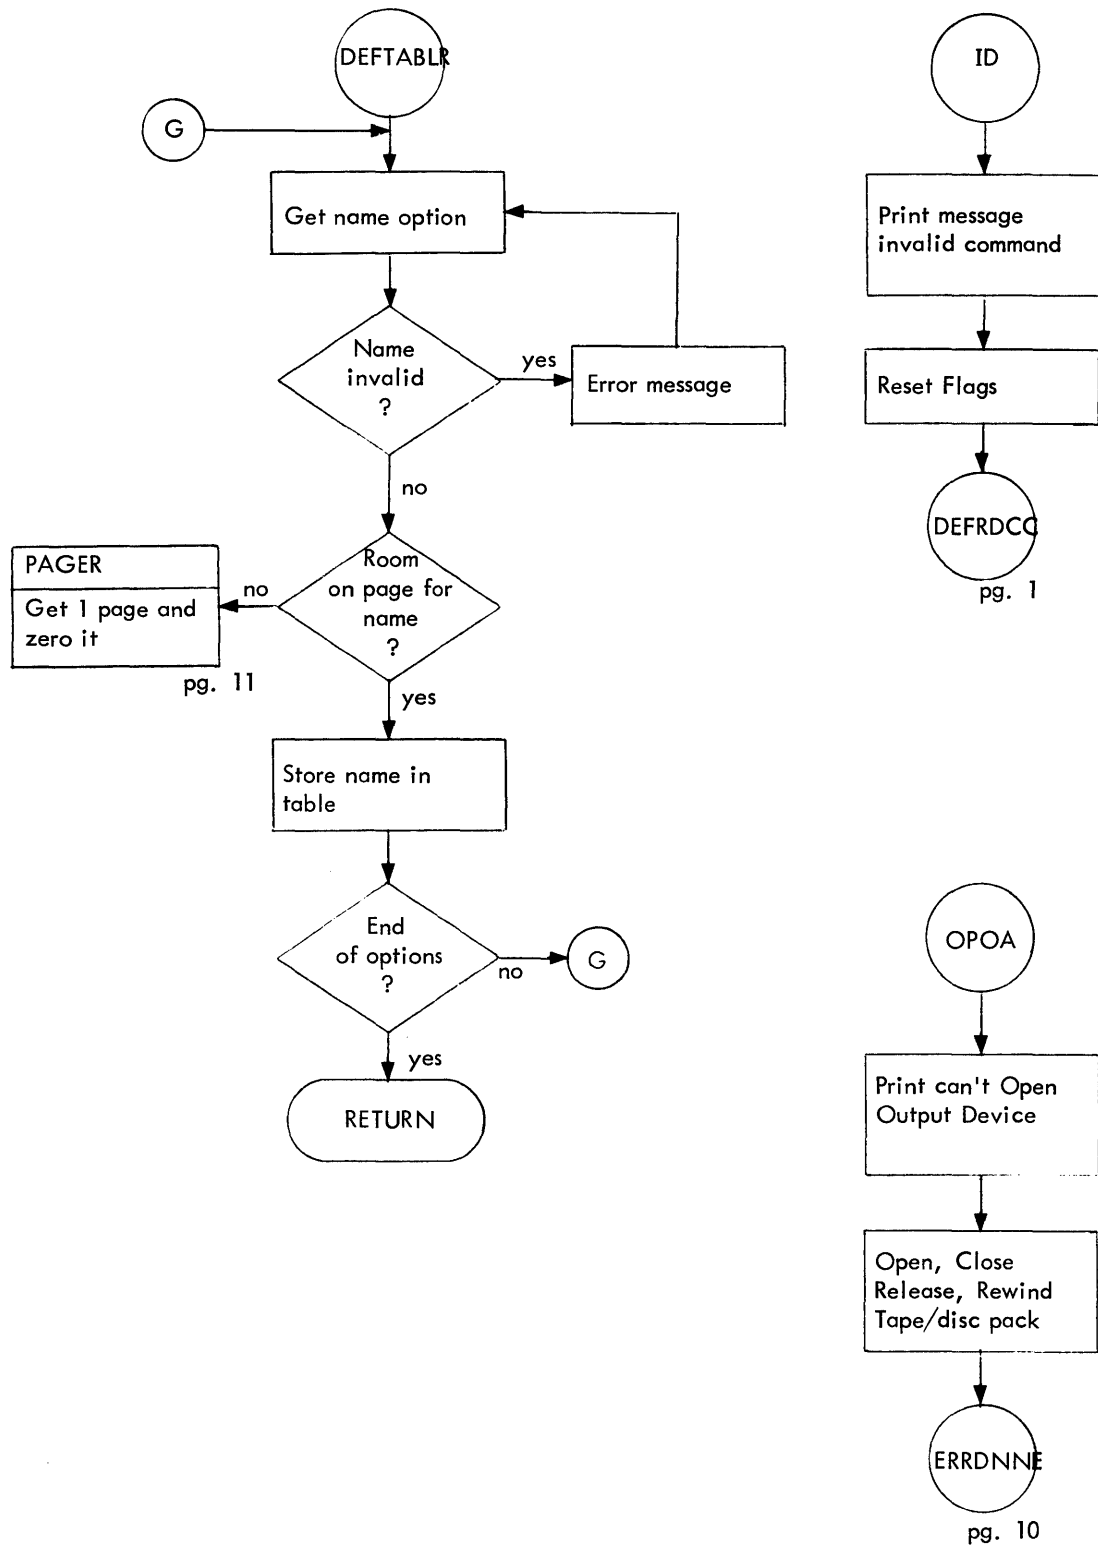 DEFTABLR
G
Get name option
Name
invalid
?
yes
Error message
no
Room
on page for
name
?
no
PAGER
Get 1 page and
zero it
pg. 11
yes
Store name in
table
End
of options
?
no
G
yes
RETURN
ID
Print message
invalid command
Reset Flags
DEFRDCC
pg. 1
OPOA
Print can't Open
Output Device
Open, Close
Release, Rewind
Tape/disc pack
ERRDNNE
pg. 10